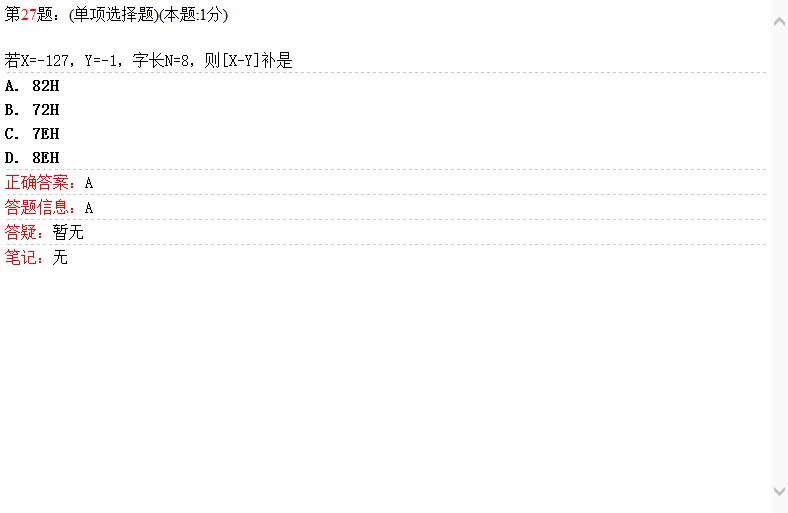 第27题：(单项选择题)(本题:1分)
若X=-127，Y=-1，字长N=8，则[X-Y]补是
A. 82H
B. 72H
C. 7EH
D. 8EH
正确答案：A
答题信息：A
答疑：暂无
笔记：无